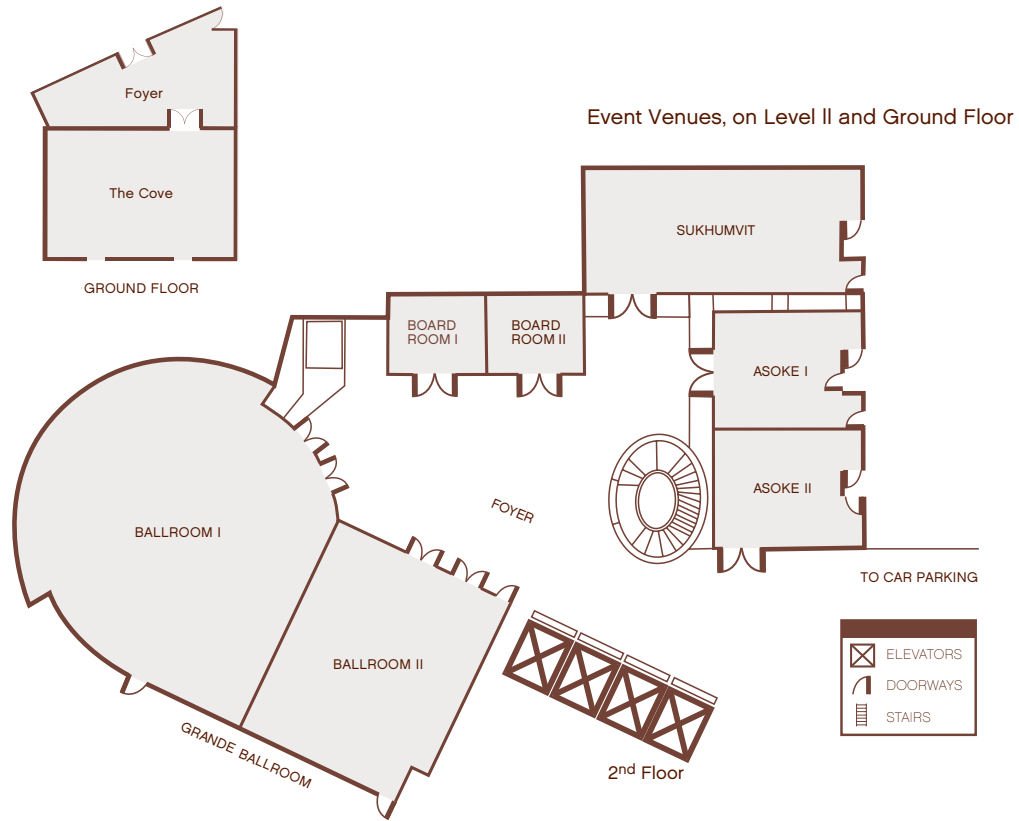 Foyer
The Cove
GROUND FLOOR
Event Venues, on Level ll and Ground Floor
SUKHUMVIT
BOARD
ROOM I
BOARD
ROOM II
ASOKE I
ASOKE II
FOYER
BALLROOM I
BALLROOM II
GRANDE BALLROOM
TO CAR PARKING
ELEVATORS
DOORWAYS
STAIRS
2nd Floor